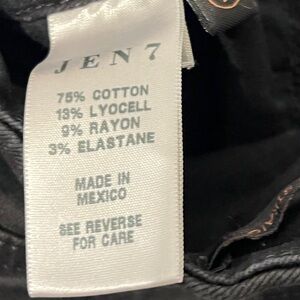 JEN7
75% COTTON
13% LYOCELL
9% RAYON
3% ELASTANE
MADE IN
MEXICO
SEE REVERSE
FOR CARE